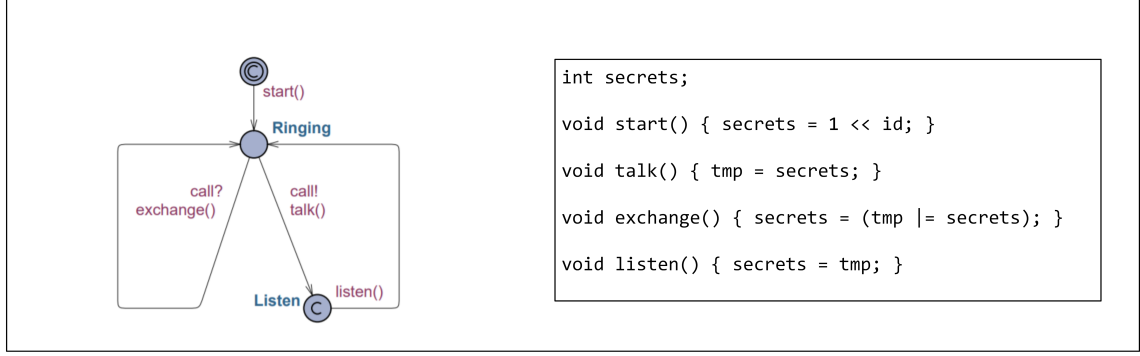 C
start()
Ringing
call?
exchange()
call!
talk()
Listen
C
listen()
int secrets;
void start() { secrets = 1 << id; }
void talk() { tmp = secrets; }
void exchange() { secrets = (tmp |= secrets); }
void listen() { secrets = tmp; }